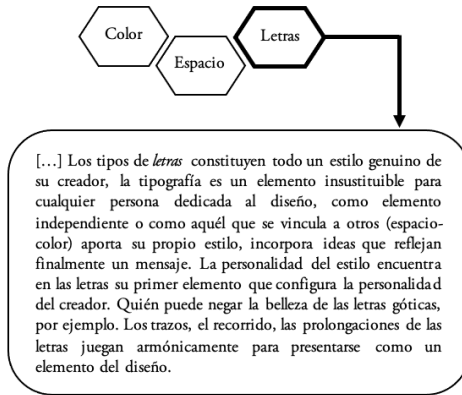 Color
Espacio
Letras
[…] Los tipos de letras constituyen todo un estilo genuino de
su creador, la tipografía es un elemento insustituible para
cualquier persona dedicada al diseño, como elemento
independiente o como aquél que se vincula a otros (espacio-
color) aporta su propio estilo, incorpora ideas que reflejan
finalmente un mensaje. La personalidad del estilo encuentra
en las letras su primer elemento que configura la personalidad
del creador. Quién puede negar la belleza de las letras góticas,
por ejemplo. Los trazos, el recorrido, las prolongaciones de las
letras juegan armónicamente para presentarse como un
elemento del diseño.